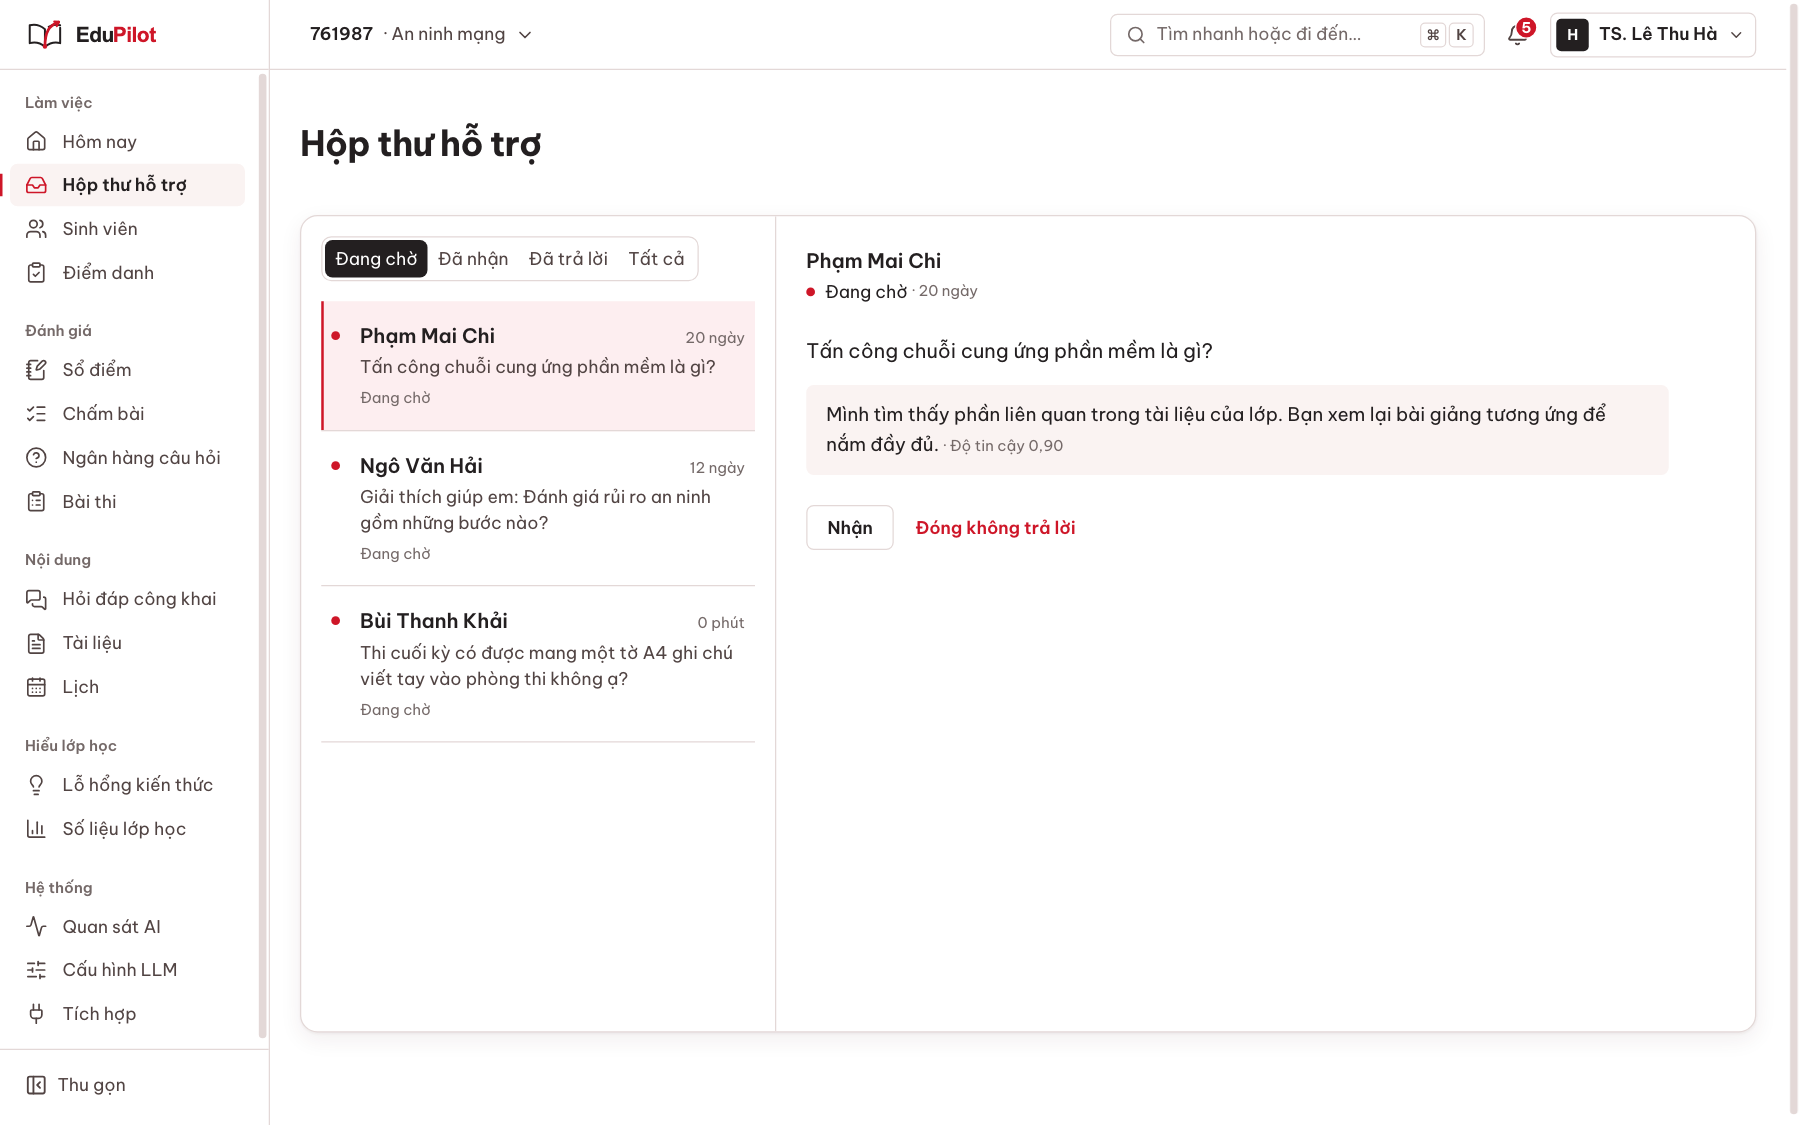 EduPilot
761987 · An ninh mạng
Tìm nhanh hoặc đi đến...
⌘ K
5
H
TS. Lê Thu Hà
Làm việc
Hôm nay
Hộp thư hỗ trợ
Sinh viên
Điểm danh
Đánh giá
Sổ điểm
Chấm bài
Ngân hàng câu hỏi
Bài thi
Nội dung
Hỏi đáp công khai
Tài liệu
Lịch
Hiểu lớp học
Lỗ hổng kiến thức
Số liệu lớp học
Hệ thống
Quan sát AI
Cấu hình LLM
Tích hợp
Thu gọn
Hộp thư hỗ trợ
Đang chờ Đã nhận Đã trả lời Tất cả
Phạm Mai Chi 20 ngày
Tấn công chuỗi cung ứng phần mềm là gì?
Đang chờ
Ngô Văn Hải 12 ngày
Giải thích giúp em: Đánh giá rủi ro an ninh
gồm những bước nào?
Đang chờ
Bùi Thanh Khải 0 phút
Thi cuối kỳ có được mang một tờ A4 ghi chú
viết tay vào phòng thi không ạ?
Đang chờ
Phạm Mai Chi
Đang chờ · 20 ngày
Tấn công chuỗi cung ứng phần mềm là gì?
Mình tìm thấy phần liên quan trong tài liệu của lớp. Bạn xem lại bài giảng tương ứng để
nắm đầy đủ. · Độ tin cậy 0,90
Nhận
Đóng không trả lời